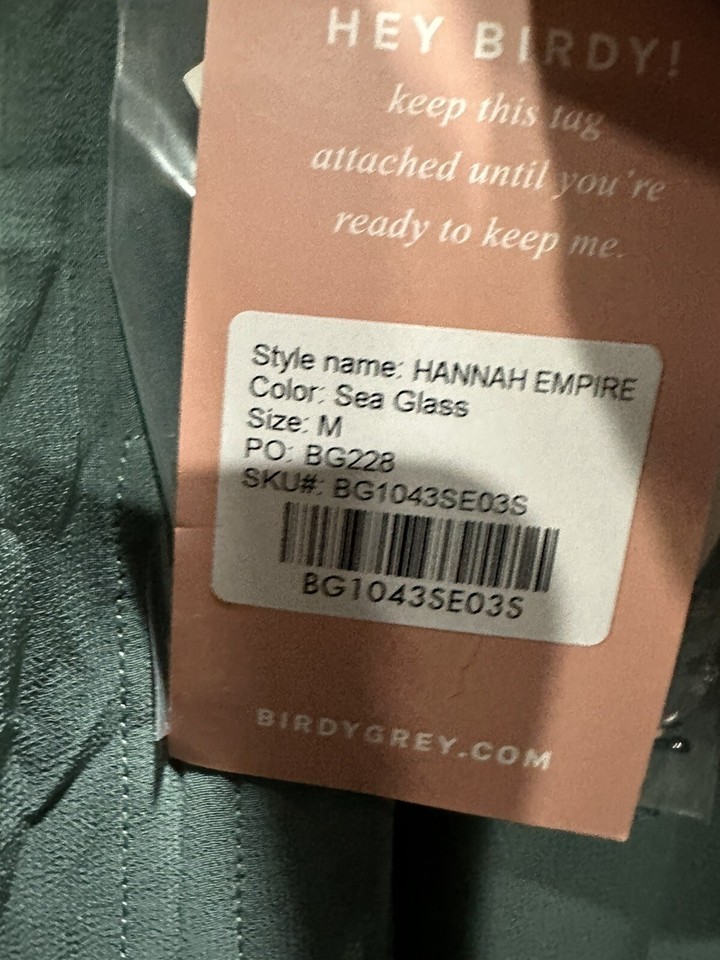 HEY BIRDY!
keep this tag
attached until you're
ready to keep me.
Style name: HANNAH EMPIRE
Color: Sea Glass
Size: M
PO: BG228
SKU#: BG1043SE03S
BG1043SE03S
BIRDYGREY.COM